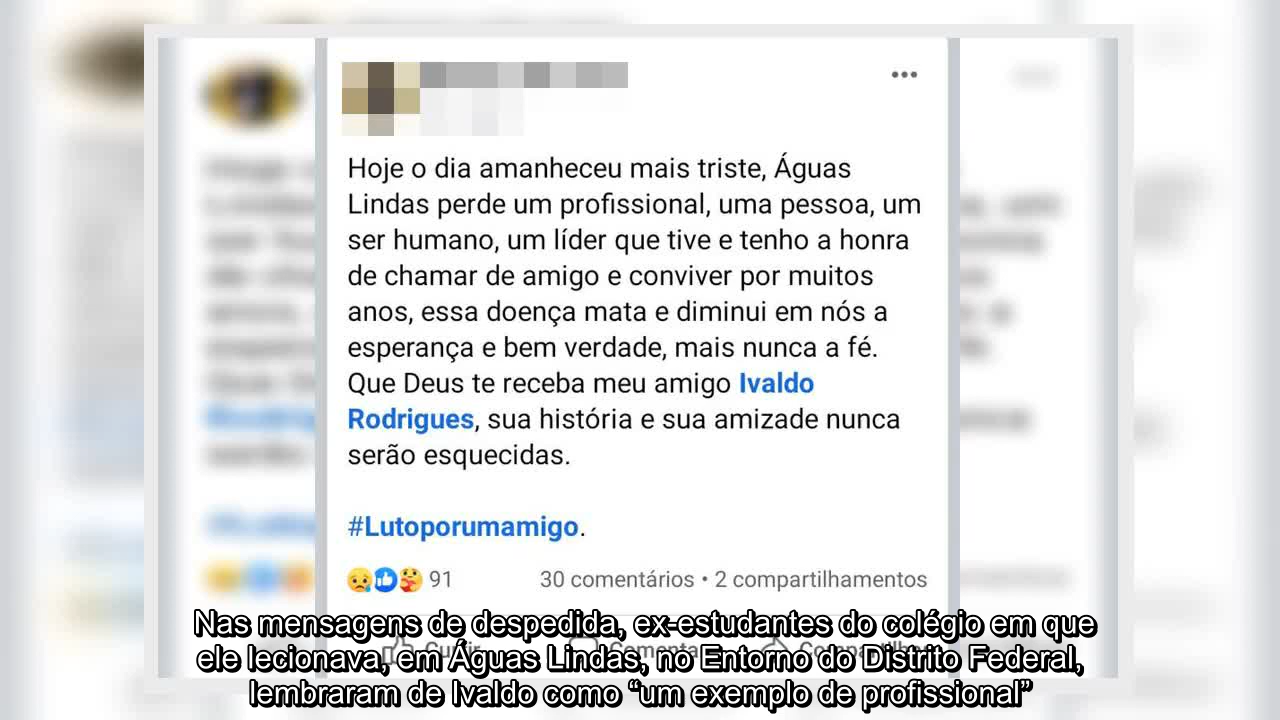 Hoje o dia amanheceu mais triste, Águas
Lindas perde um profissional, uma pessoa, um
ser humano, um líder que tive e tenho a honra
de chamar de amigo e conviver por muitos
anos, essa doença mata e diminui em nós a
esperança e bem verdade, mais nunca a fé.
Que Deus te receba meu amigo Ivaldo
Rodrigues, sua história e sua amizade nunca
serão esquecidas.
#Lutoporumamigo.
91 30 comentários • 2 compartilhamentos
Nas mensagens de despedida, ex-estudantes do colégio em que
ele lecionava, em Águas Lindas, no Entorno do Distrito Federal,
lembraram de Ivaldo como “um exemplo de profissional”